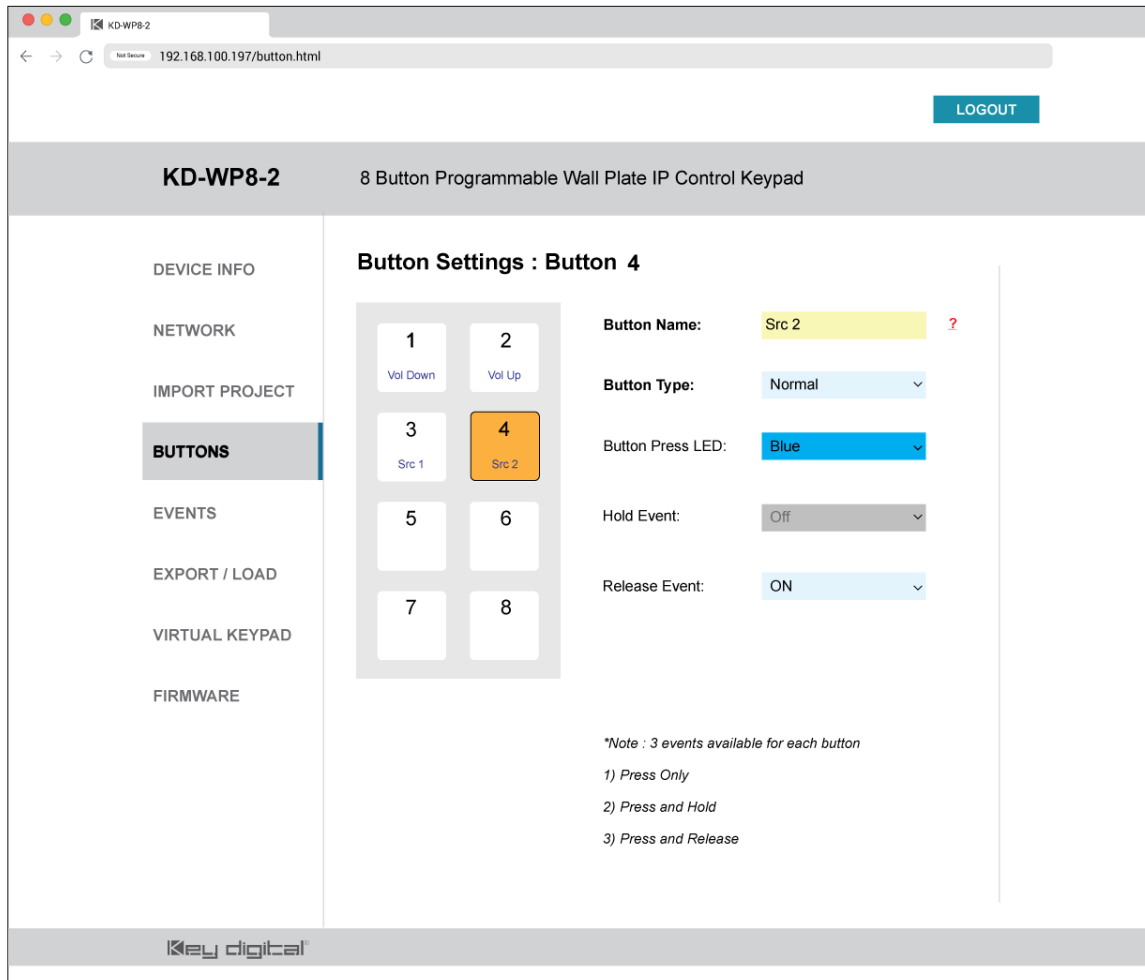 KD-WP8-2
Not Secure 192.168.100.197/button.html
LOGOUT
KD-WP8-2 8 Button Programmable Wall Plate IP Control Keypad
DEVICE INFO
NETWORK
IMPORT PROJECT
BUTTONS
EVENTS
EXPORT / LOAD
VIRTUAL KEYPAD
FIRMWARE
Button Settings : Button 4
1
Vol Down
2
Vol Up
3
Src 1
4
Src 2
5
6
7
8
Button Name: Src 2 ?
Button Type: Normal
Button Press LED: Blue
Hold Event: Off
Release Event: ON
*Note : 3 events available for each button
1) Press Only
2) Press and Hold
3) Press and Release
Key digital®